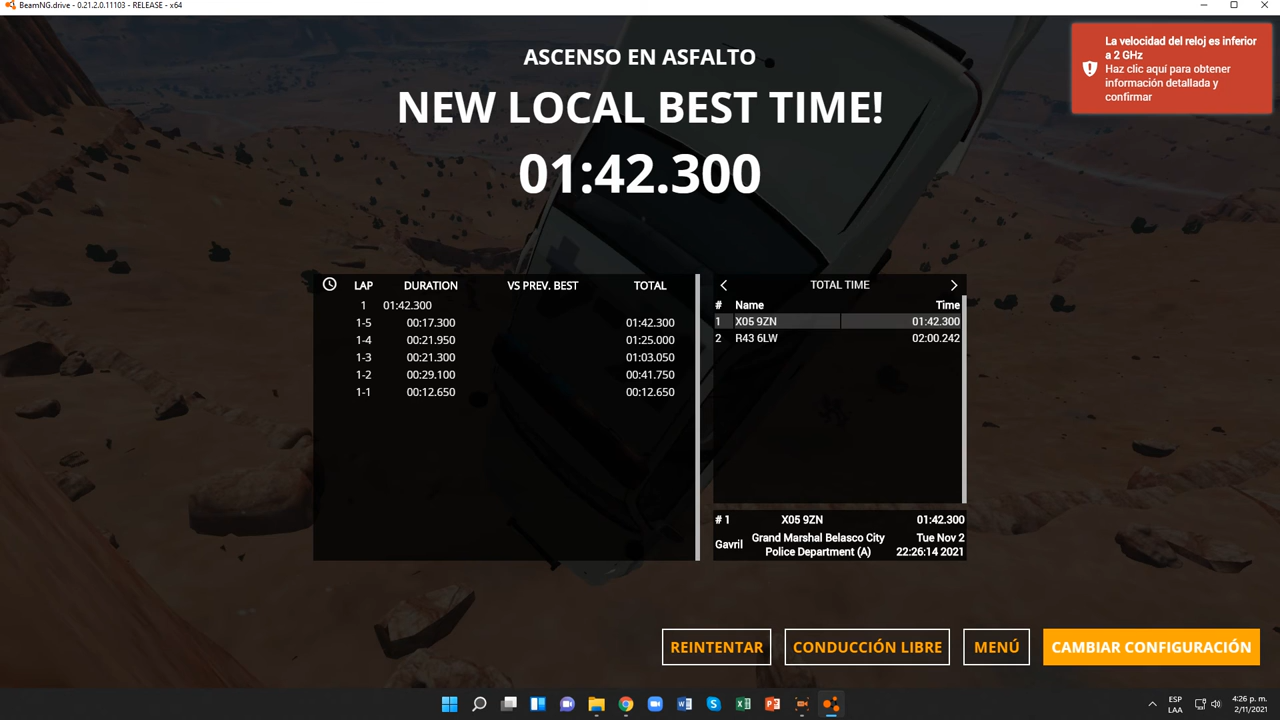 BeamNG.drive - 0.21.2.0.11103 - RELEASE - x64
La velocidad del reloj es inferior
a 2 GHz
Haz clic aquí para obtener
información detallada y
confirmar
ASCENSO EN ASFALTO
NEW LOCAL BEST TIME!
01:42.300
LAP DURATION VS PREV. BEST TOTAL
1 01:42.300
1-5 00:17.300 01:42.300
1-4 00:21.950 01:25.000
1-3 00:21.300 01:03.050
1-2 00:29.100 00:41.750
1-1 00:12.650 00:12.650
TOTAL TIME
# Name Time
1 X05 9ZN 01:42.300
2 R43 6LW 02:00.242
# 1 X05 9ZN 01:42.300
Gavril Grand Marshal Belasco City Police Department (A) Tue Nov 2 22:26:14 2021
REINTENTAR CONDUCCIÓN LIBRE MENÚ CAMBIAR CONFIGURACIÓN
ESP
LAA
4:26 p. m.
2/11/2021